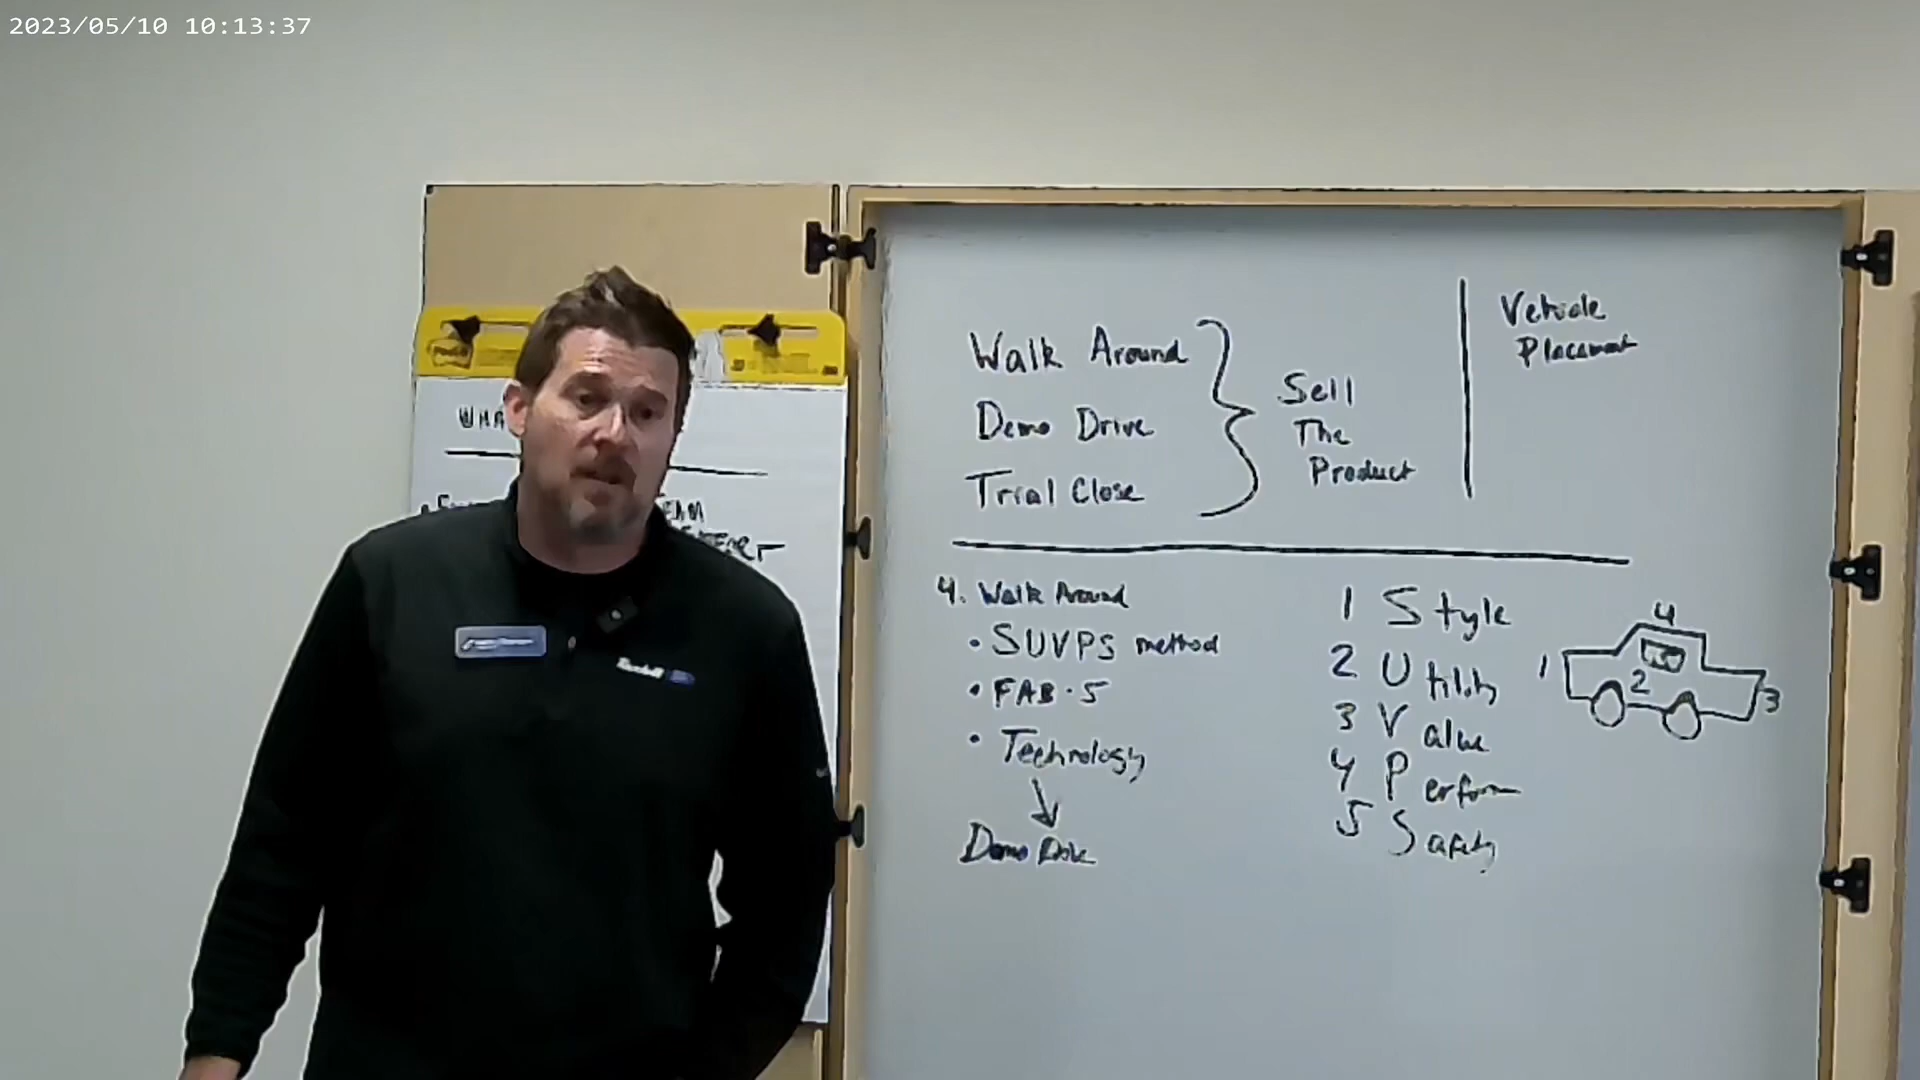 2023/05/10 10:13:37
Walk Around
Demo Drive
Trial Close
Sell
The
Product
Vehicle
Placement
4. Walk Around
• SUVPS method
• FAB · 5
• Technology
Demo
1 Style
2 Utility
3 Value
4 Perform
5 Safety
4
1
2
3